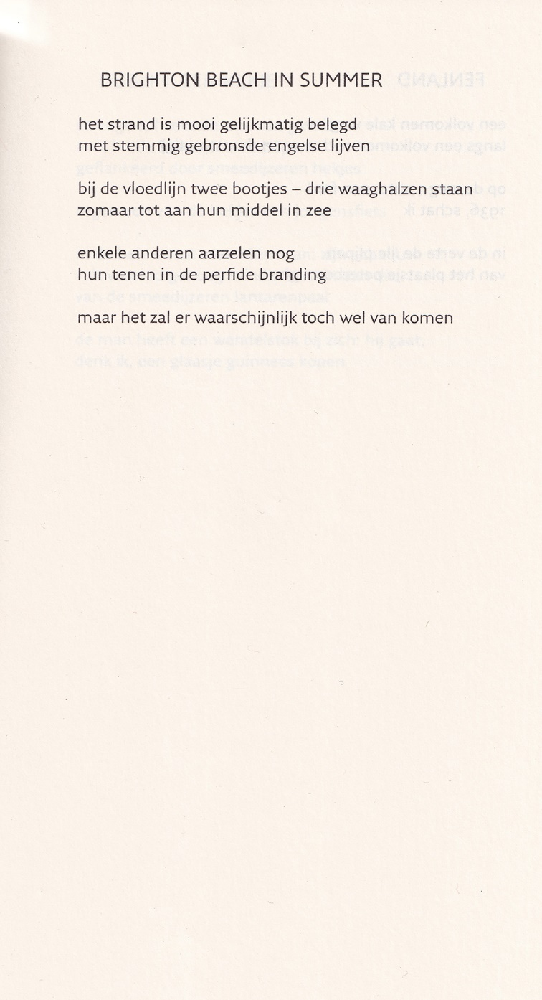 BRIGHTON BEACH IN SUMMER
het strand is mooi gelijkmatig belegd
met stemmig gebronsde engelse lijven
bij de vloedlijn twee bootjes – drie waaghalzen staan
zomaar tot aan hun middel in zee
enkele anderen aarzelen nog
hun tenen in de perfide branding
maar het zal er waarschijnlijk toch wel van komen